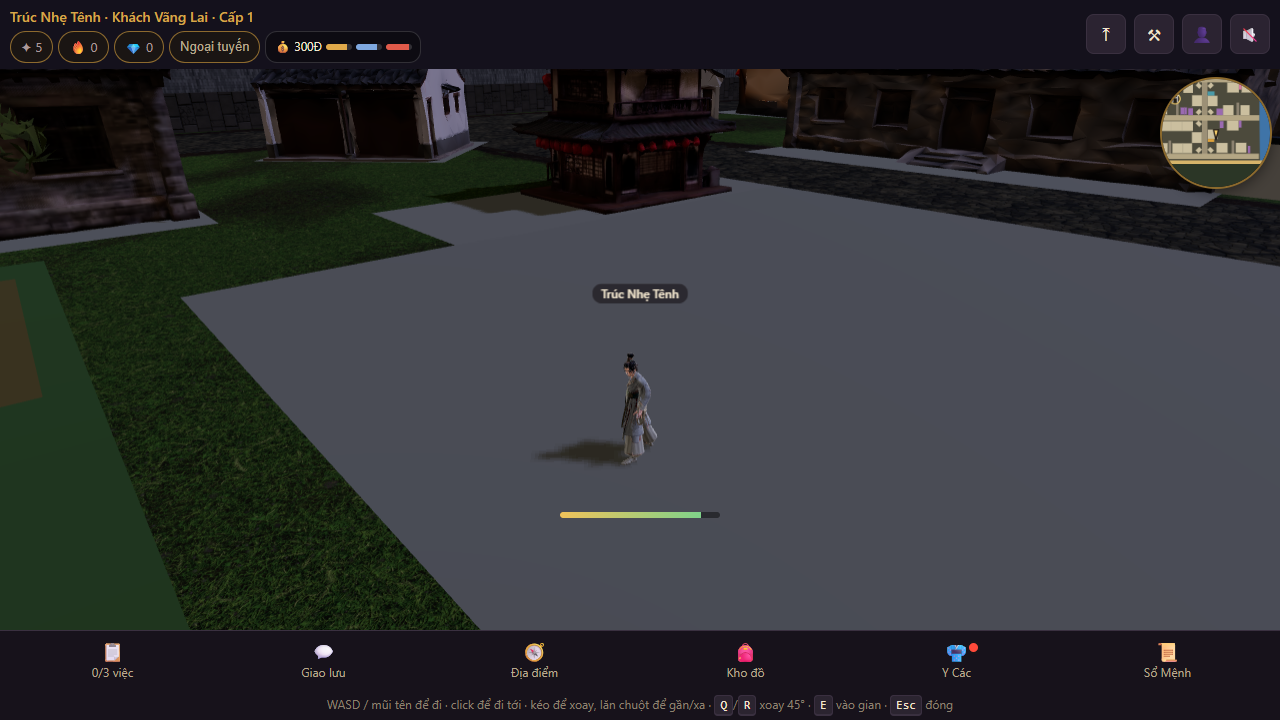 Trúc Nhẹ Tênh · Khách Vãng Lai · Cấp 1
5
0
0
Ngoại tuyến
300Đ
Trúc Nhẹ Tênh
0/3 việc
Giao lưu
Địa điểm
Kho đồ
Y Các
Sổ Mệnh
WASD / mũi tên để đi · click để đi tới · kéo để xoay, lăn chuột để gần/xa · Q / R xoay 45° · E vào gian · Esc đóng